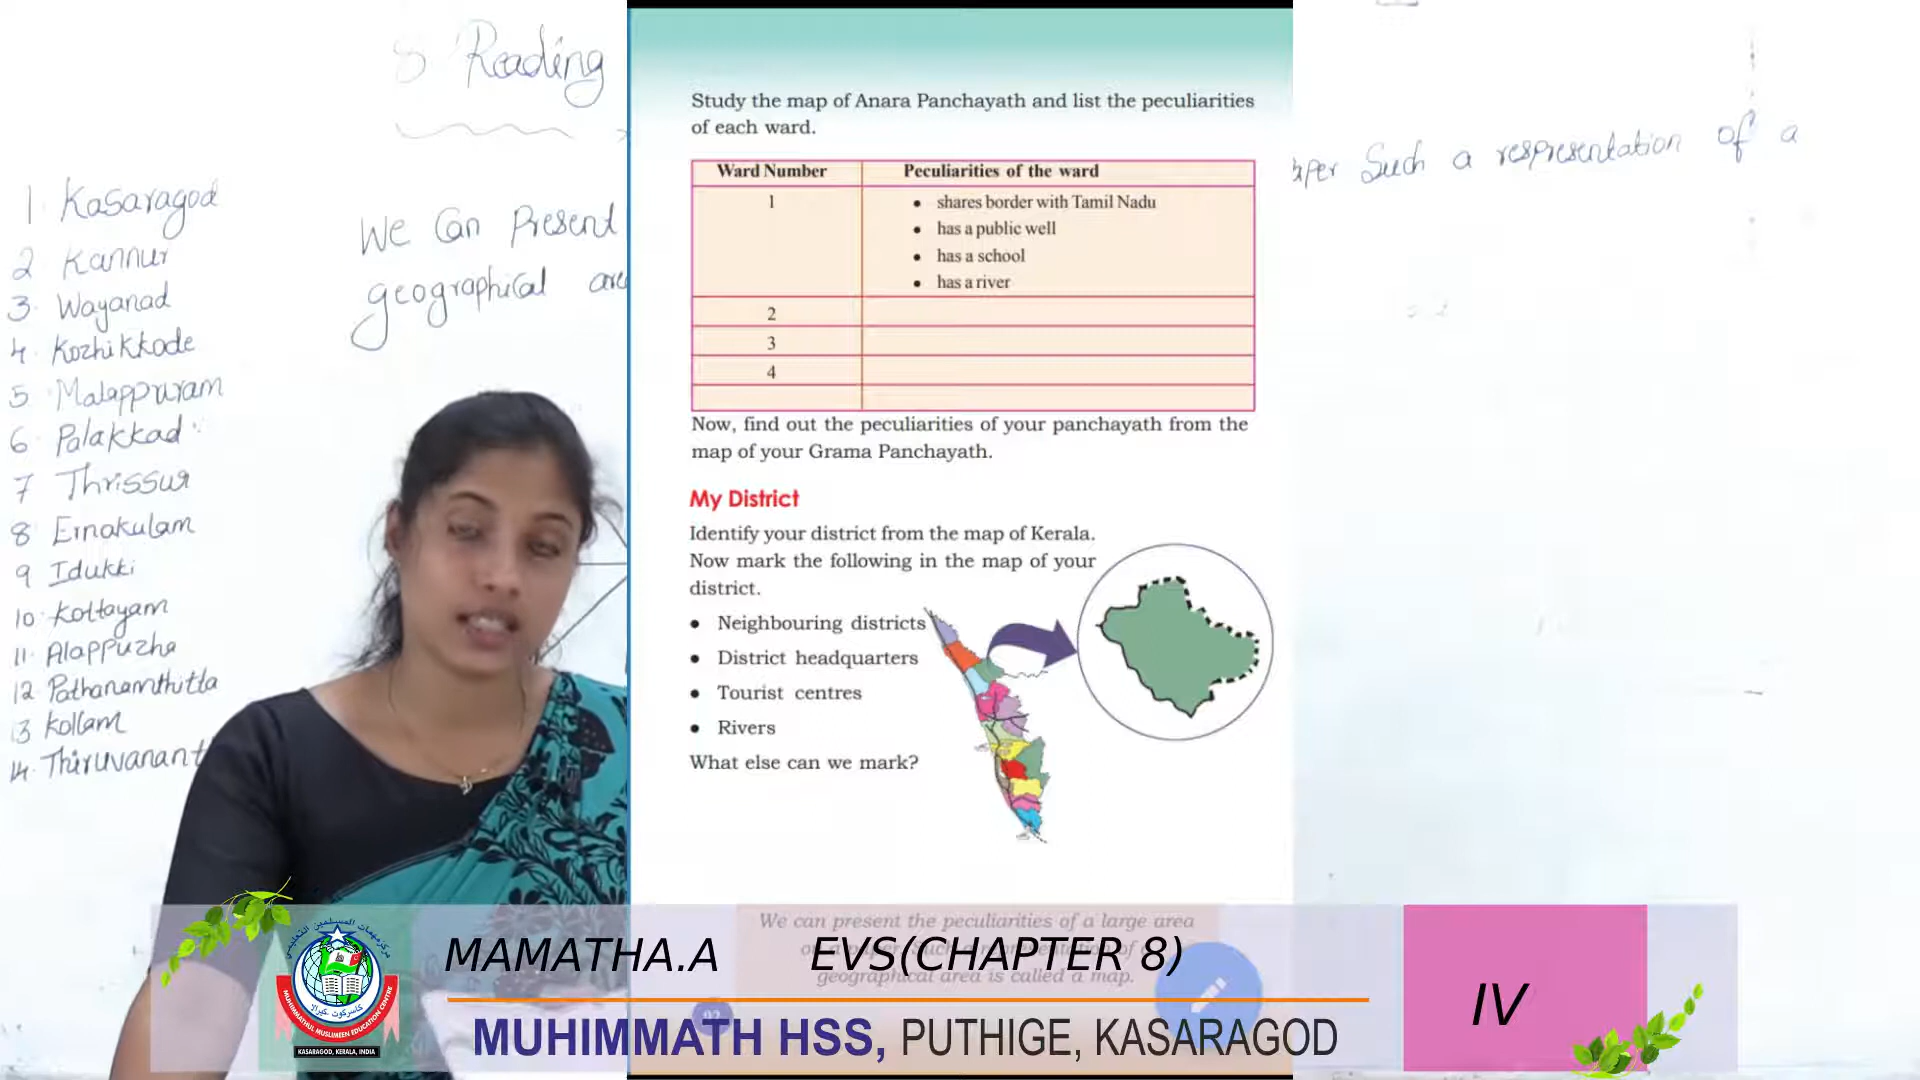 8 Reading
1 Kasaragod
2 Kannur
3. Wayanad
4. Kozhikkode
5 Malappuram
6. Palakkad
7 Thrissur
8 Ernakulam
9 Idukki
10. Kottayam
11. Alappuzha
12 Pathanamthitta
13 Kollam
14. Thiruvanant
We Can Present
geographical are
Such a respresentation of a
Study the map of Anara Panchayath and list the peculiarities
of each ward.
Ward Number Peculiarities of the ward
1 • shares border with Tamil Nadu
• has a public well
• has a school
• has a river
2
3
4
Now, find out the peculiarities of your panchayath from the
map of your Grama Panchayath.
My District
Identify your district from the map of Kerala.
Now mark the following in the map of your
district.
• Neighbouring districts
• District headquarters
• Tourist centres
• Rivers
What else can we mark?
We can present the peculiarities of a large area
geographical area is called a map.
MAMATHA.A EVS(CHAPTER 8)
MUHIMMATH HSS, PUTHIGE, KASARAGOD
IV
MUHIMMATHUL MUSLIMEEN EDUCATION CENTRE
KASARAGOD, KERALA, INDIA